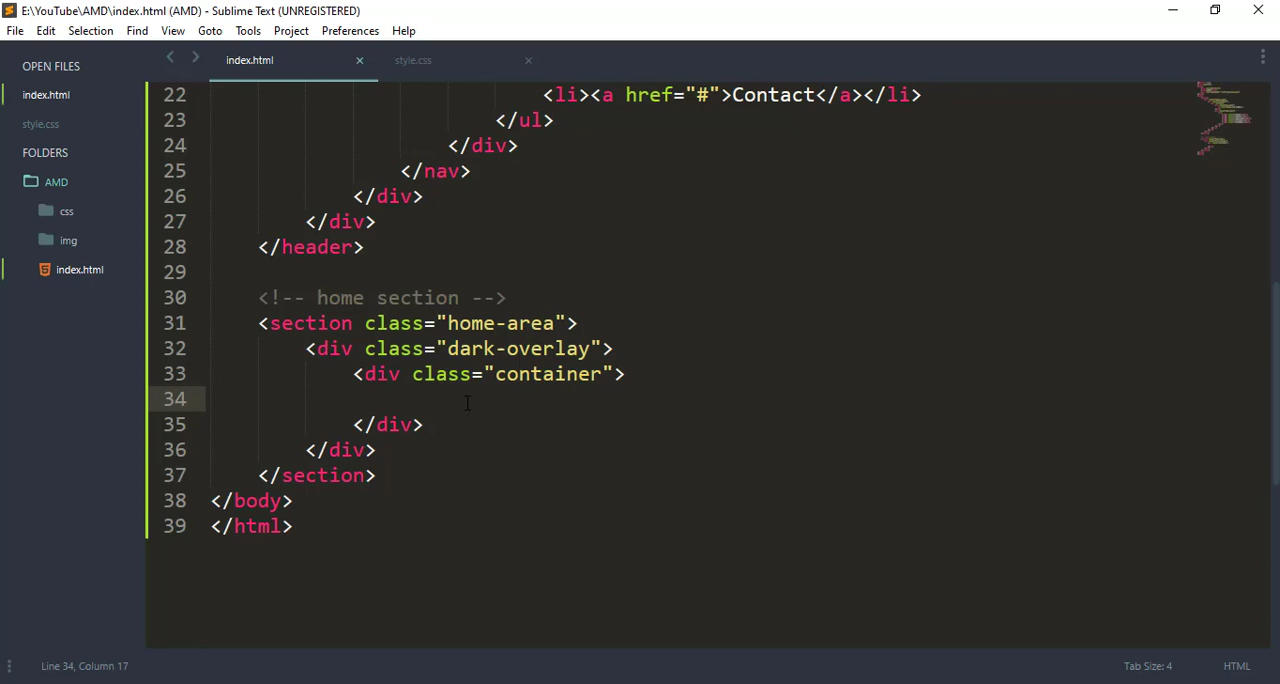 E:\YouTube\AMD\index.html (AMD) - Sublime Text (UNREGISTERED)
File Edit Selection Find View Goto Tools Project Preferences Help
OPEN FILES
index.html
style.css
FOLDERS
AMD
css
img
index.html
index.html × style.css ×
22 <li><a href="#">Contact</a></li>
23 </ul>
24 </div>
25 </nav>
26 </div>
27 </div>
28 </header>
29
30 <!-- home section -->
31 <section class="home-area">
32 <div class="dark-overlay">
33 <div class="container">
34
35 </div>
36 </div>
37 </section>
38 </body>
39 </html>
Line 34, Column 17 Tab Size: 4 HTML